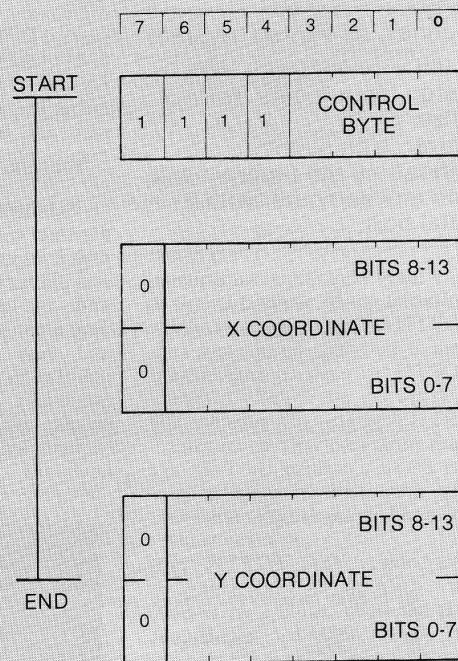 7 6 5 4 3 2 1 0
START
1 1 1 1 CONTROL
BYTE
BITS 8-13
0
X COORDINATE
0
BITS 0-7
BITS 8-13
0
Y COORDINATE
END
0
BITS 0-7